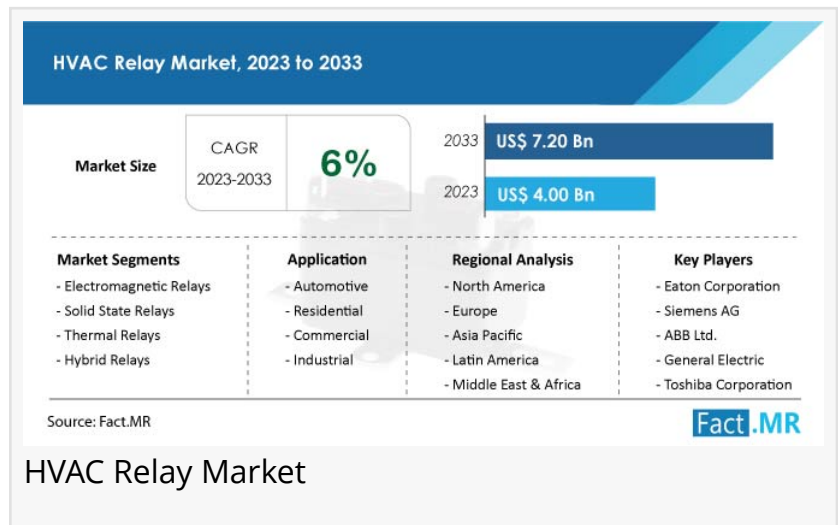 HVAC Relay Market, 2023 to 2033
Market Size
CAGR
2023-2033
6%
2033
US$ 7.20 Bn
2023
US$ 4.00 Bn
Market Segments
- Electromagnetic Relays
- Solid State Relays
- Thermal Relays
- Hybrid Relays
Application
- Automotive
- Residential
- Commercial
- Industrial
Regional Analysis
- North America
- Europe
- Asia Pacific
- Latin America
- Middle East & Africa
Key Players
- Eaton Corporation
- Siemens AG
- ABB Ltd.
- General Electric
- Toshiba Corporation
Source: Fact.MR
Fact.MR
HVAC Relay Market